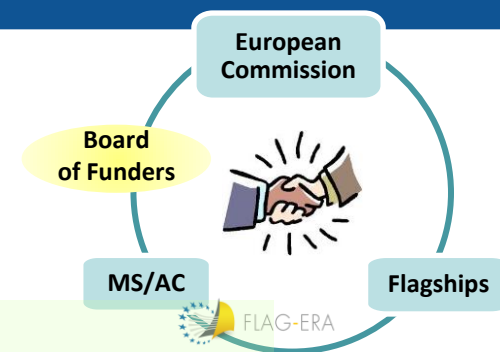 European
Commission
Board
of Funders
MS/AC
Flagships
FLAG-ERA